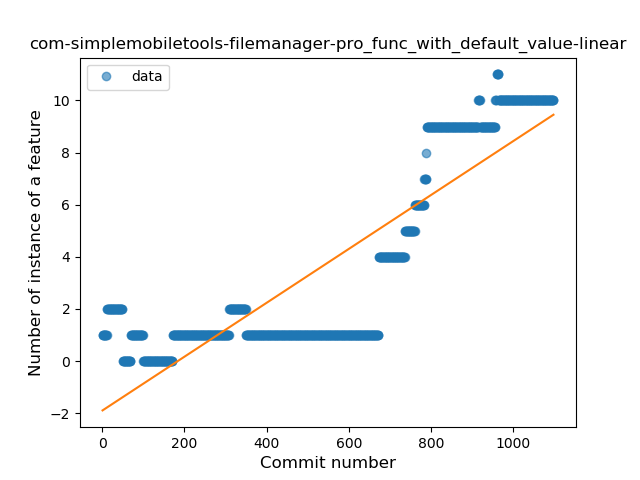 com-simplemobiletools-filemanager-pro_func_with_default_value-linear
data
10
8
6
4
2
0
−2
Number of instance of a feature
0 200 400 600 800 1000
Commit number